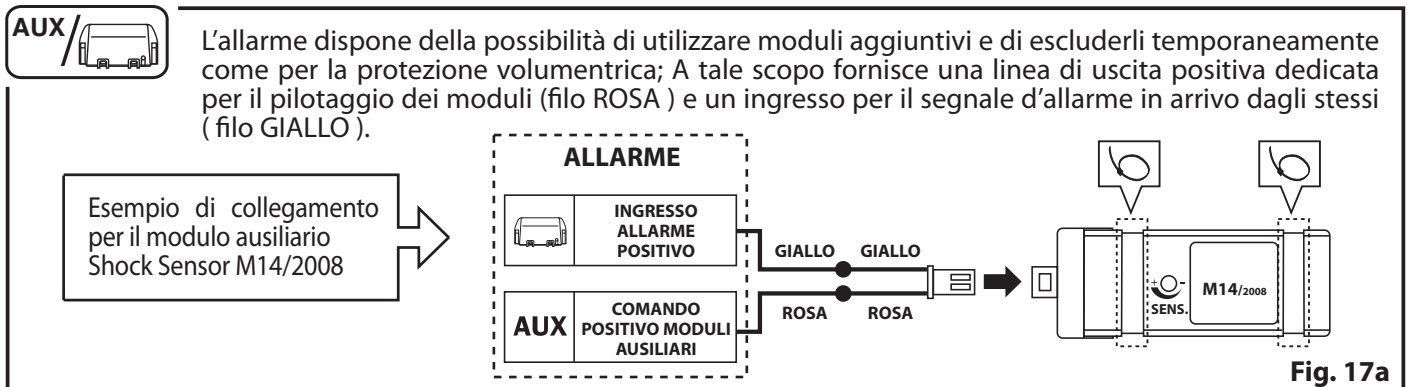 AUX/
L'allarme dispone della possibilità di utilizzare moduli aggiuntivi e di escluderli temporaneamente
come per la protezione volumentrica; A tale scopo fornisce una linea di uscita positiva dedicata
per il pilotaggio dei moduli (filo ROSA ) e un ingresso per il segnale d'allarme in arrivo dagli stessi
( filo GIALLO ).
Esempio di collegamento
per il modulo ausiliario
Shock Sensor M14/2008
ALLARME
INGRESSO
ALLARME
POSITIVO
AUX
COMANDO
POSITIVO MODULI
AUSILIARI
GIALLO GIALLO
ROSA ROSA
+ -
SENS.
M14/2008
Fig. 17a